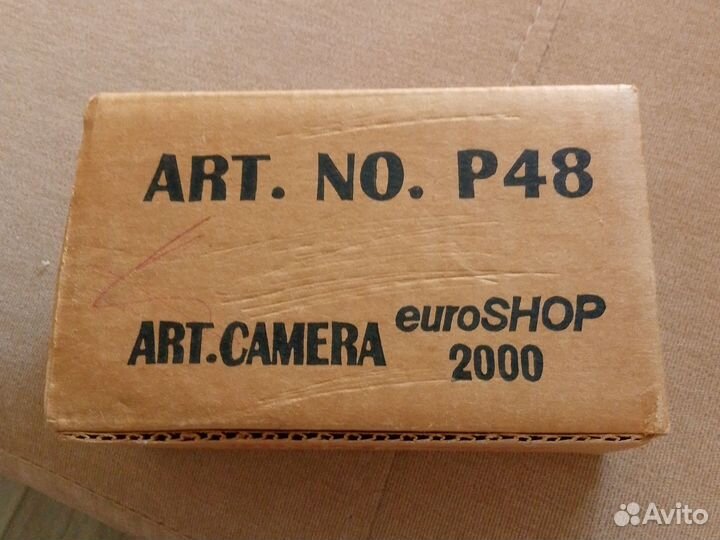 ART. NO. P48
ART.CAMERA euroSHOP
2000
Avito